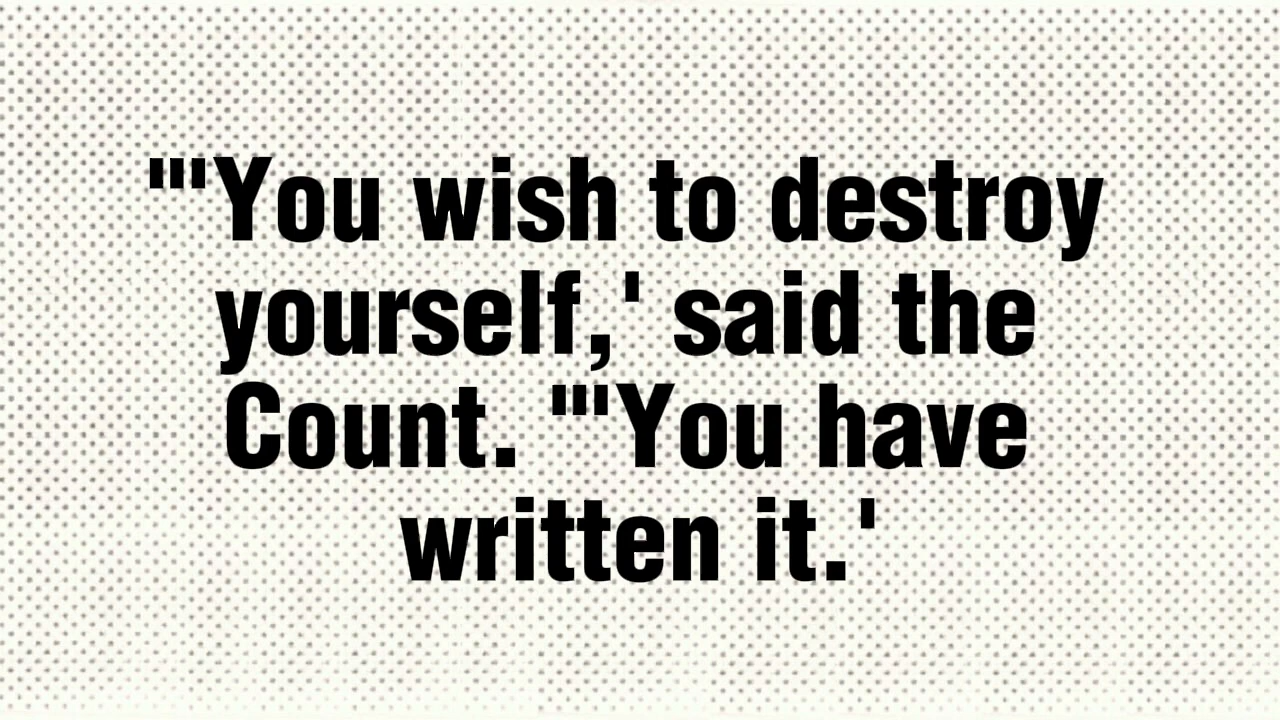 "'You wish to destroy
yourself,' said the
Count. "'You have
written it.'